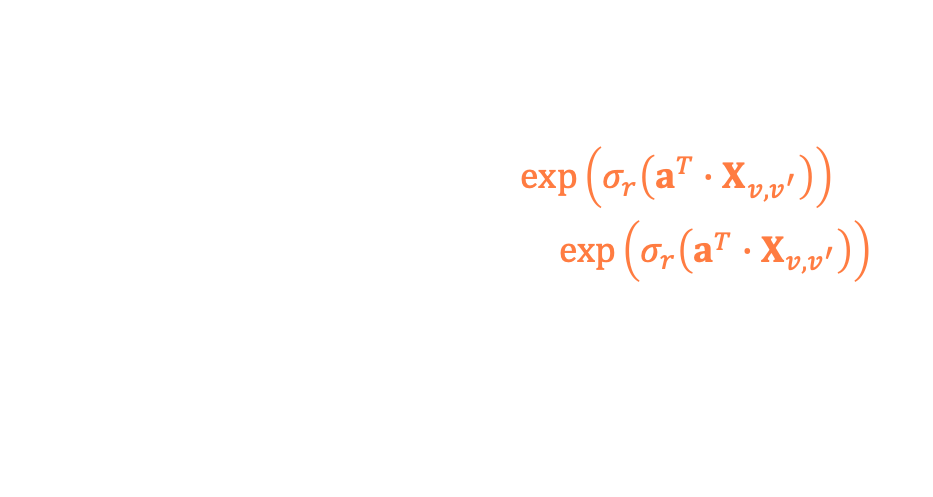 exp(σ_r(𝐚^T · 𝐗_{v,v′}))
exp(σ_r(𝐚^T · 𝐗_{v,v′}))